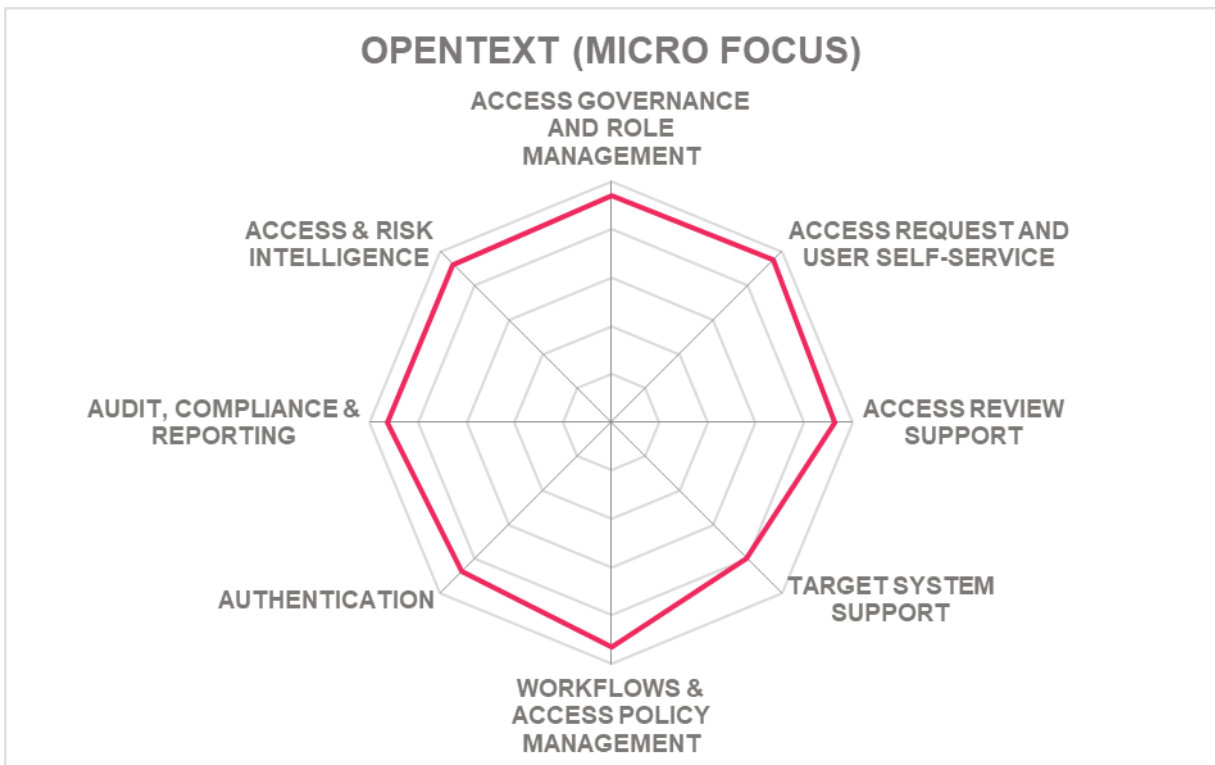 OPENTEXT (MICRO FOCUS)
ACCESS GOVERNANCE
AND ROLE
MANAGEMENT
ACCESS REQUEST AND
USER SELF-SERVICE
ACCESS REVIEW
SUPPORT
TARGET SYSTEM
SUPPORT
WORKFLOWS &
ACCESS POLICY
MANAGEMENT
AUTHENTICATION
AUDIT, COMPLIANCE &
REPORTING
ACCESS & RISK
INTELLIGENCE